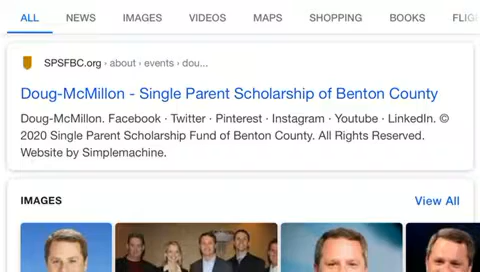 ALL NEWS IMAGES VIDEOS MAPS SHOPPING BOOKS
SPSFBC.org › about › events › dou...
Doug-McMillon - Single Parent Scholarship of Benton County
Doug-McMillon. Facebook · Twitter · Pinterest · Instagram · Youtube · LinkedIn. ©
2020 Single Parent Scholarship Fund of Benton County. All Rights Reserved.
Website by Simplemachine.
IMAGES View All